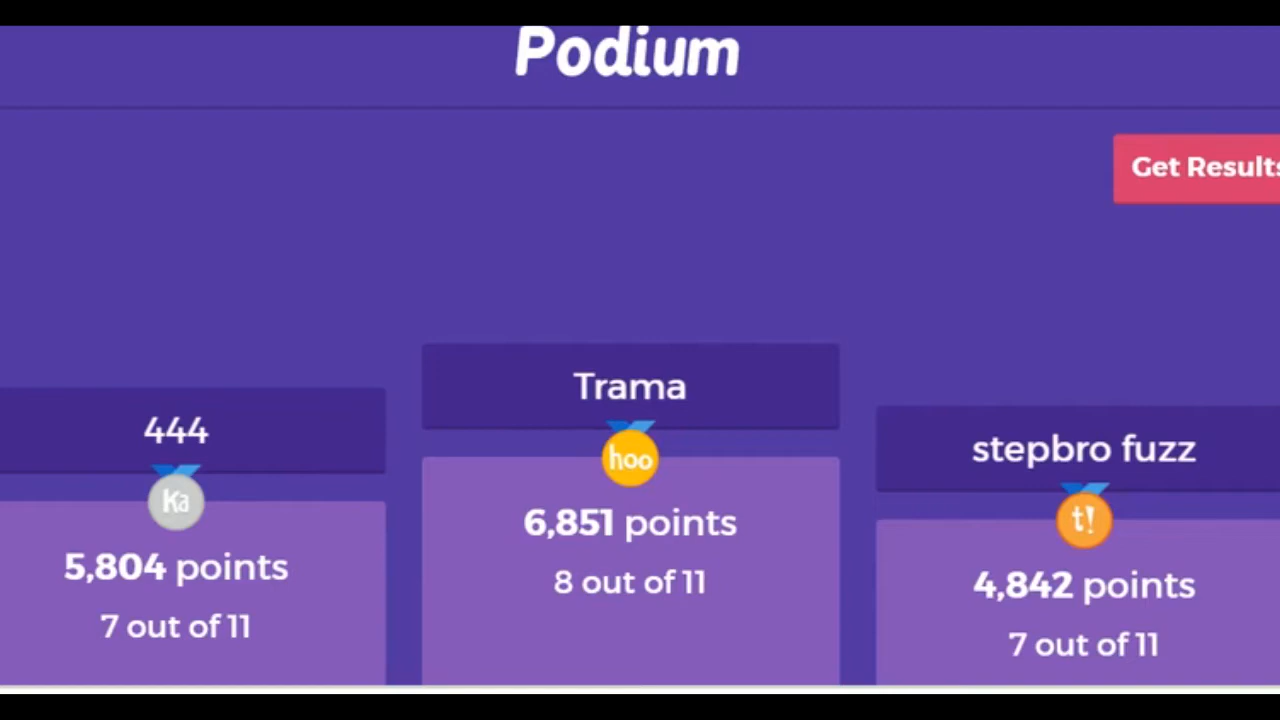 Podium
Get Results
444
Ka
5,804 points
7 out of 11
Trama
hoo
6,851 points
8 out of 11
stepbro fuzz
t!
4,842 points
7 out of 11